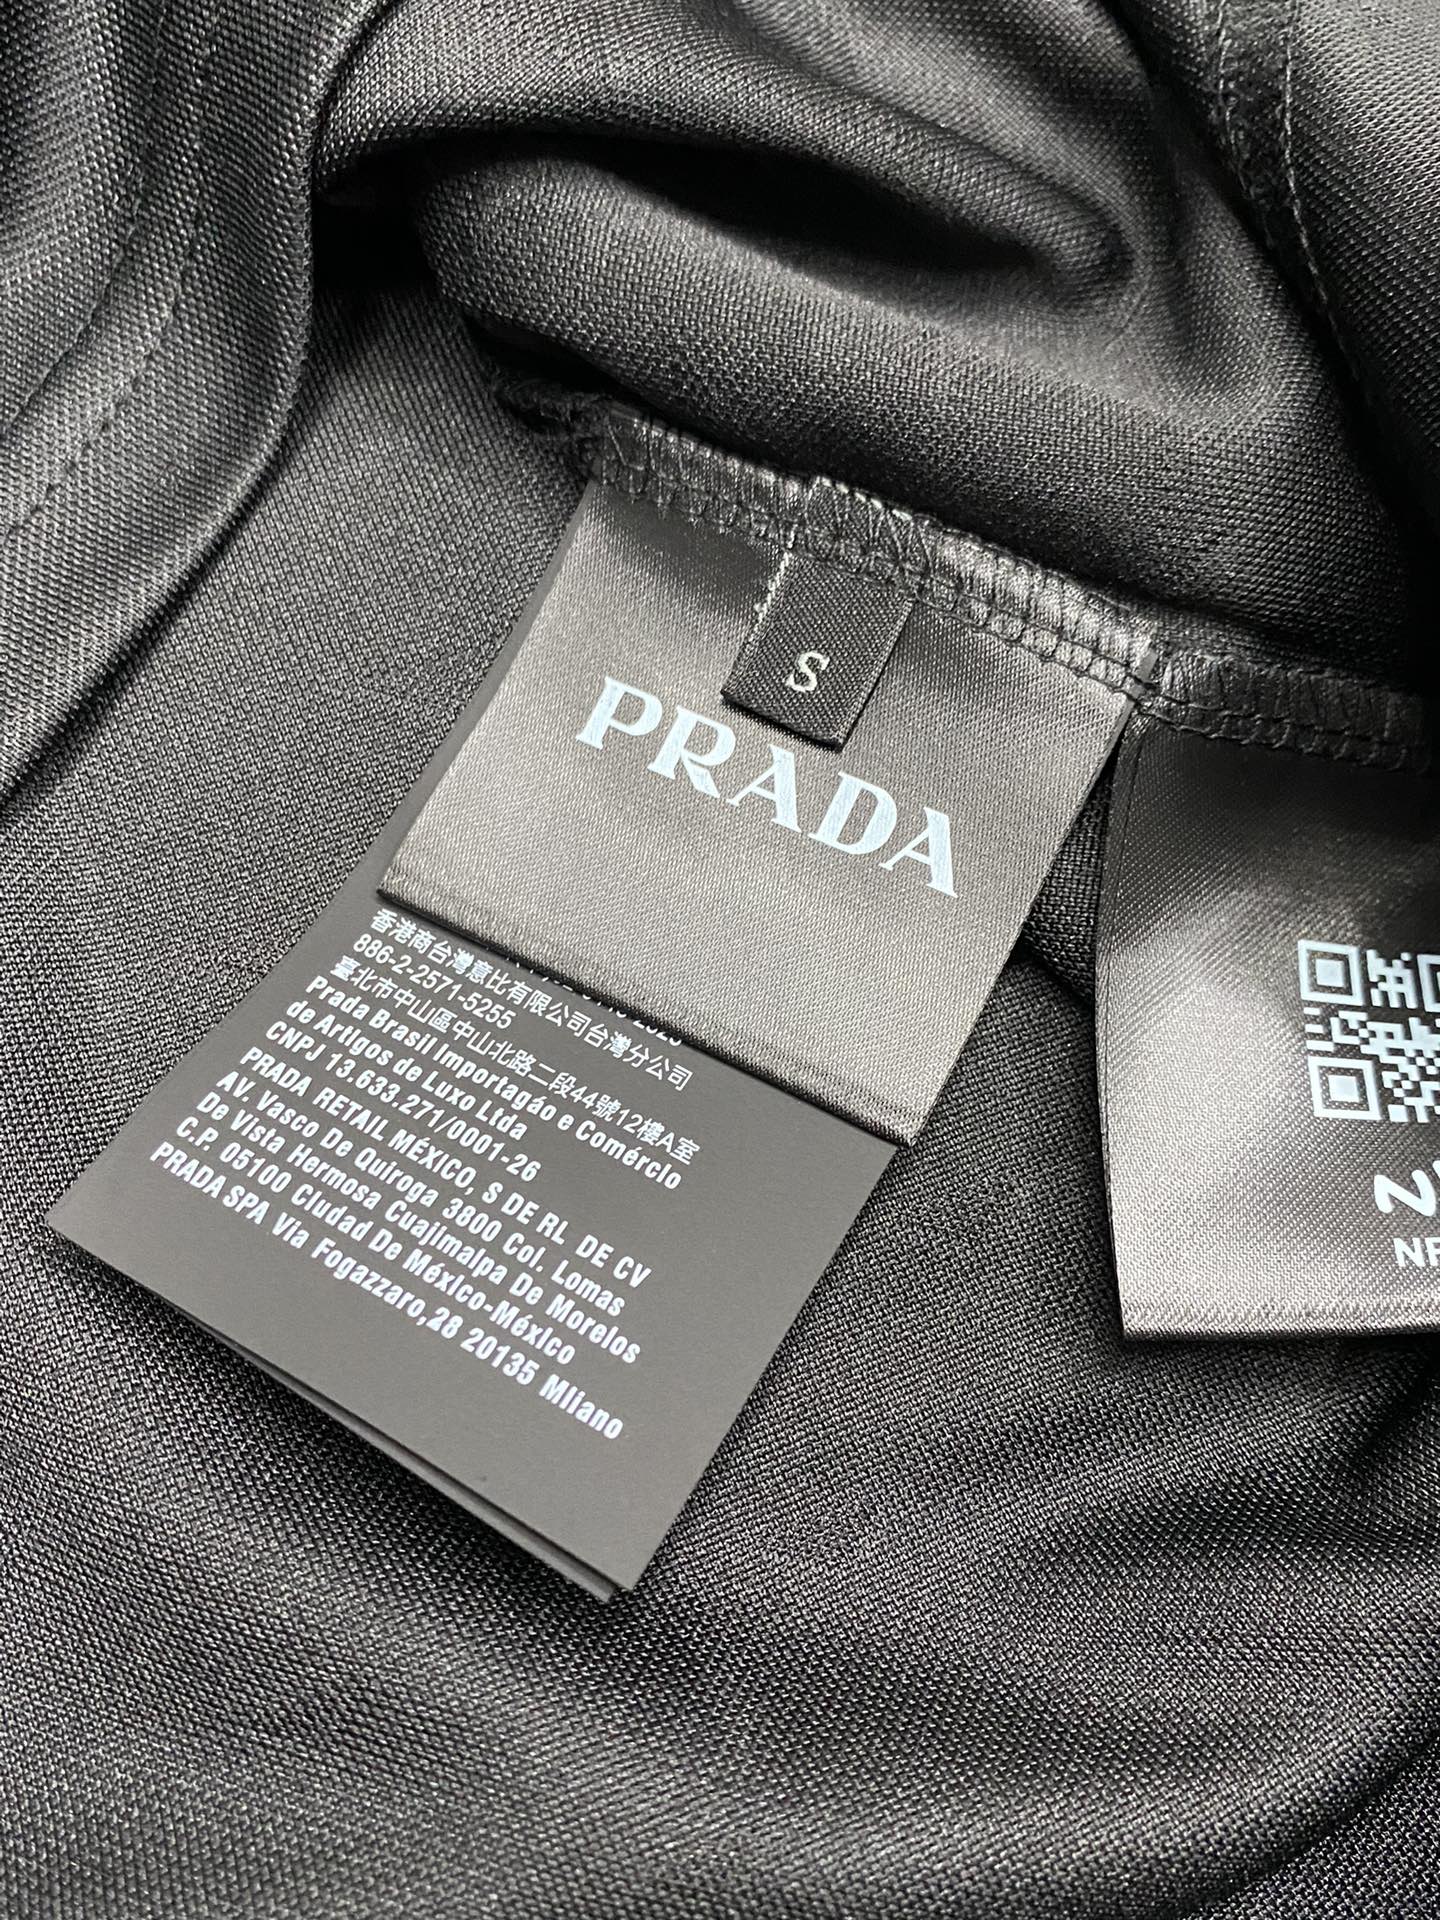 S
PRADA
香港商台灣意比有限公司台灣分公司
886-2-2571-5255
臺北市中山區中山北路二段44號12樓A室
Prada Brasil Importagáo e Comércio
de Artigos de Luxo Ltda
CNPJ 13.633.271/0001-26
PRADA RETAIL MÉXICO, S DE RL DE CV
AV. Vasco De Quiroga 3800 Col. Lomas
De Vista Hermosa Cuajimalpa De Morelos
C.P. 05100 Ciudad De México-México
PRADA SPA Via Fogazzaro,28 20135 Milano